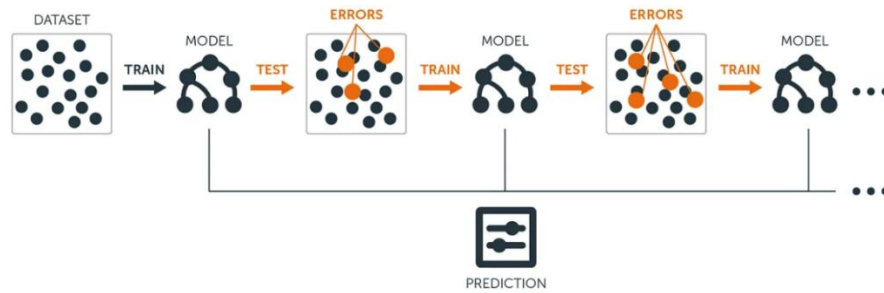 DATASET
MODEL
ERRORS
MODEL
ERRORS
MODEL
TRAIN
TEST
TRAIN
TEST
TRAIN
PREDICTION